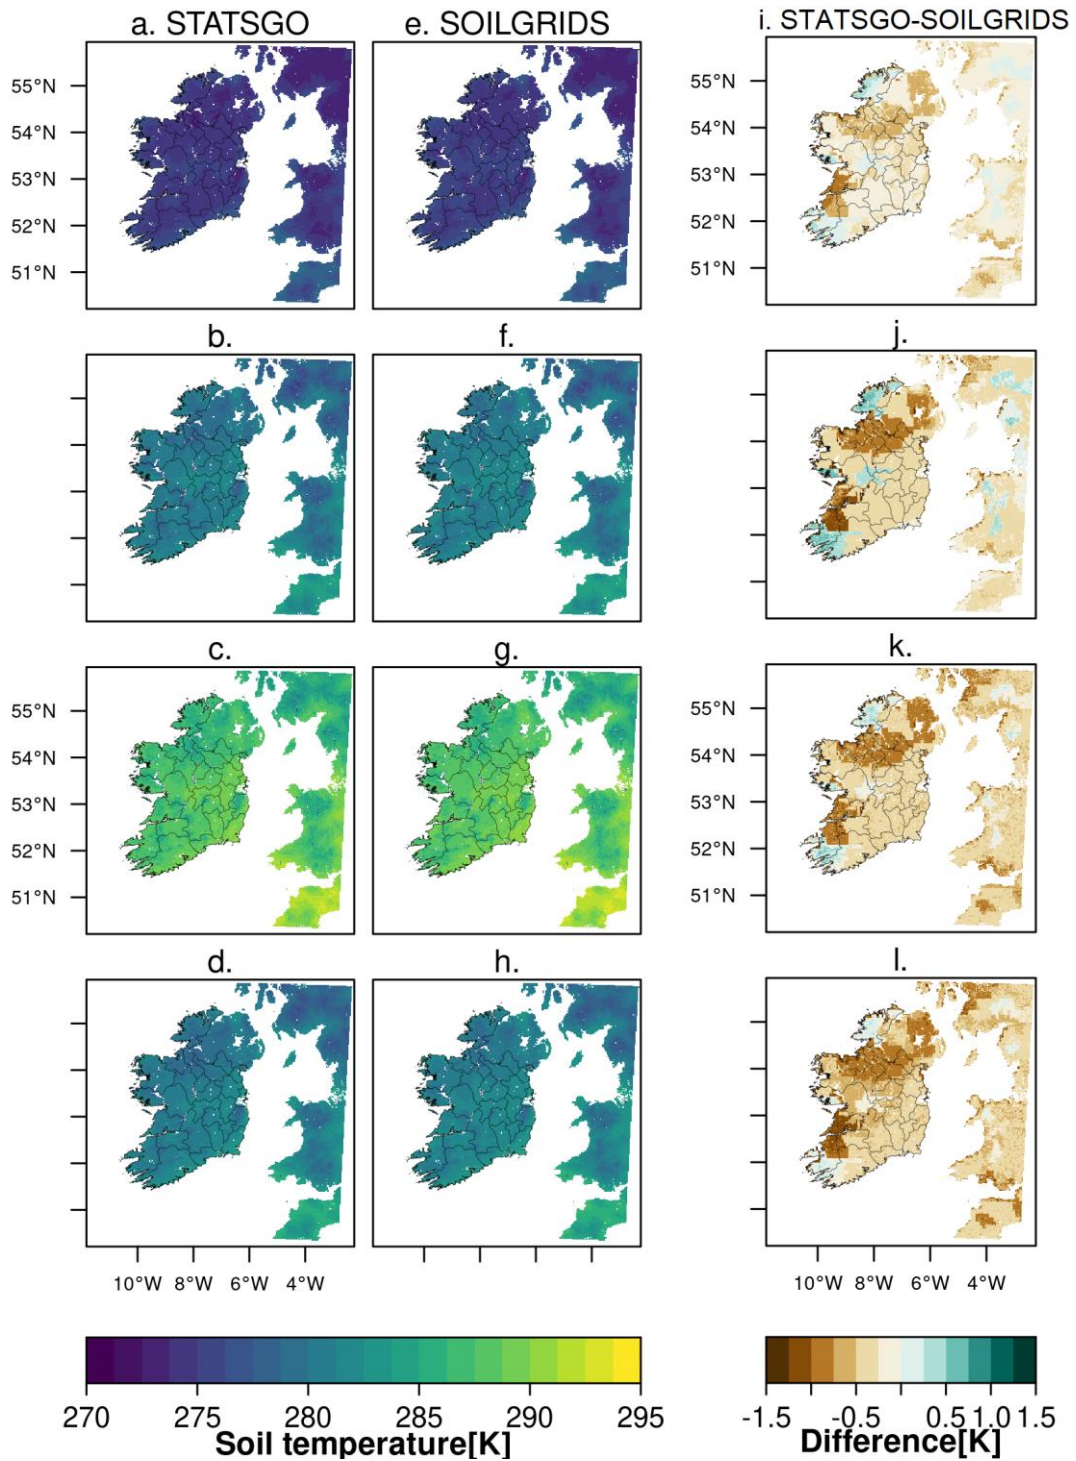 a. STATSGO
e. SOILGRIDS
i. STATSGO-SOILGRIDS
55°N
54°N
53°N
52°N
51°N
55°N
54°N
53°N
52°N
51°N
b.
f.
j.
c.
g.
k.
55°N
54°N
53°N
52°N
51°N
55°N
54°N
53°N
52°N
51°N
d.
h.
l.
10°W 8°W 6°W 4°W
10°W 8°W 6°W 4°W
270 275 280 285 290 295
Soil temperature[K]
-1.5 -0.5 0.5 1.0 1.5
Difference[K]